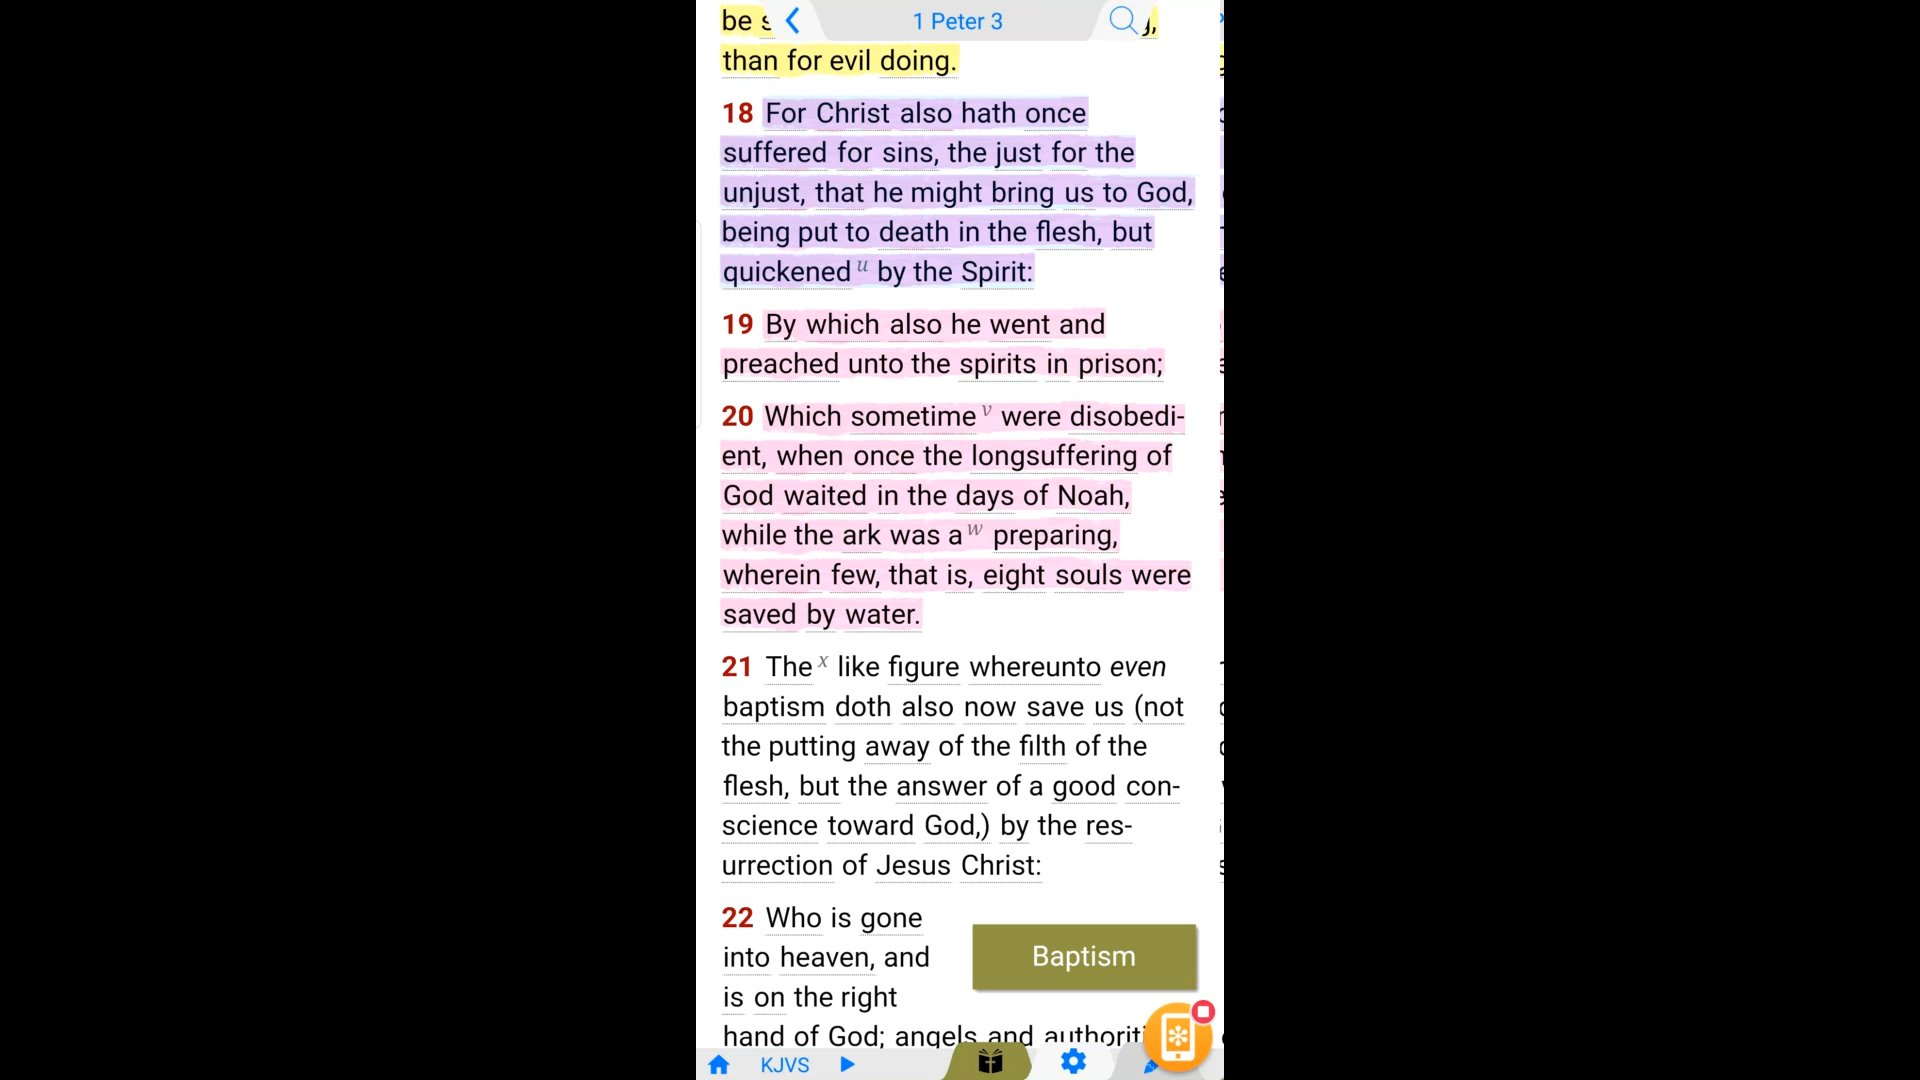 1 Peter 3
be
than for evil doing.
18 For Christ also hath once
suffered for sins, the just for the
unjust, that he might bring us to God,
being put to death in the flesh, but
quickened u by the Spirit:
19 By which also he went and
preached unto the spirits in prison;
20 Which sometime v were disobedi-
ent, when once the longsuffering of
God waited in the days of Noah,
while the ark was a w preparing,
wherein few, that is, eight souls were
saved by water.
21 The x like figure whereunto even
baptism doth also now save us (not
the putting away of the filth of the
flesh, but the answer of a good con-
science toward God,) by the res-
urrection of Jesus Christ:
22 Who is gone
into heaven, and
is on the right
hand of God; angels and
Baptism
KJVS